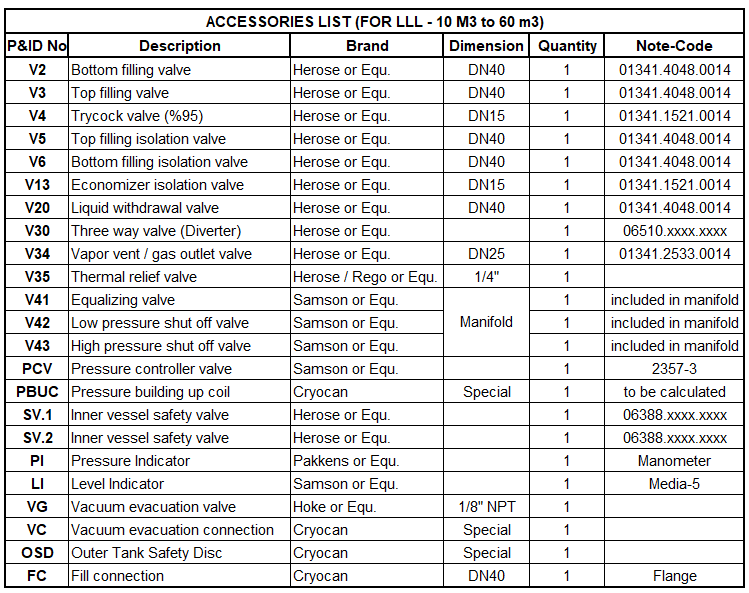 ACCESSORIES LIST (FOR LLL - 10 M3 to 60 m3)
P&ID No Description Brand Dimension Quantity Note-Code
V2 Bottom filling valve Herose or Equ. DN40 1 01341.4048.0014
V3 Top filling valve Herose or Equ. DN40 1 01341.4048.0014
V4 Trycock valve (%95) Herose or Equ. DN15 1 01341.1521.0014
V5 Top filling isolation valve Herose or Equ. DN40 1 01341.4048.0014
V6 Bottom filling isolation valve Herose or Equ. DN40 1 01341.4048.0014
V13 Economizer isolation valve Herose or Equ. DN15 1 01341.1521.0014
V20 Liquid withdrawal valve Herose or Equ. DN40 1 01341.4048.0014
V30 Three way valve (Diverter) Herose or Equ. 1 06510.xxxx.xxxx
V34 Vapor vent / gas outlet valve Herose or Equ. DN25 1 01341.2533.0014
V35 Thermal relief valve Herose / Rego or Equ. 1/4" 1
V41 Equalizing valve Samson or Equ. 1 included in manifold
V42 Low pressure shut off valve Samson or Equ. Manifold 1 included in manifold
V43 High pressure shut off valve Samson or Equ. 1 included in manifold
PCV Pressure controller valve Samson or Equ. 1 2357-3
PBUC Pressure building up coil Cryocan Special 1 to be calculated
SV.1 Inner vessel safety valve Herose or Equ. 1 06388.xxxx.xxxx
SV.2 Inner vessel safety valve Herose or Equ. 1 06388.xxxx.xxxx
PI Pressure Indicator Pakkens or Equ. 1 Manometer
LI Level Indicator Samson or Equ. 1 Media-5
VG Vacuum evacuation valve Hoke or Equ. 1/8" NPT 1
VC Vacuum evacuation connection Cryocan Special 1
OSD Outer Tank Safety Disc Cryocan Special 1
FC Fill connection Cryocan DN40 1 Flange